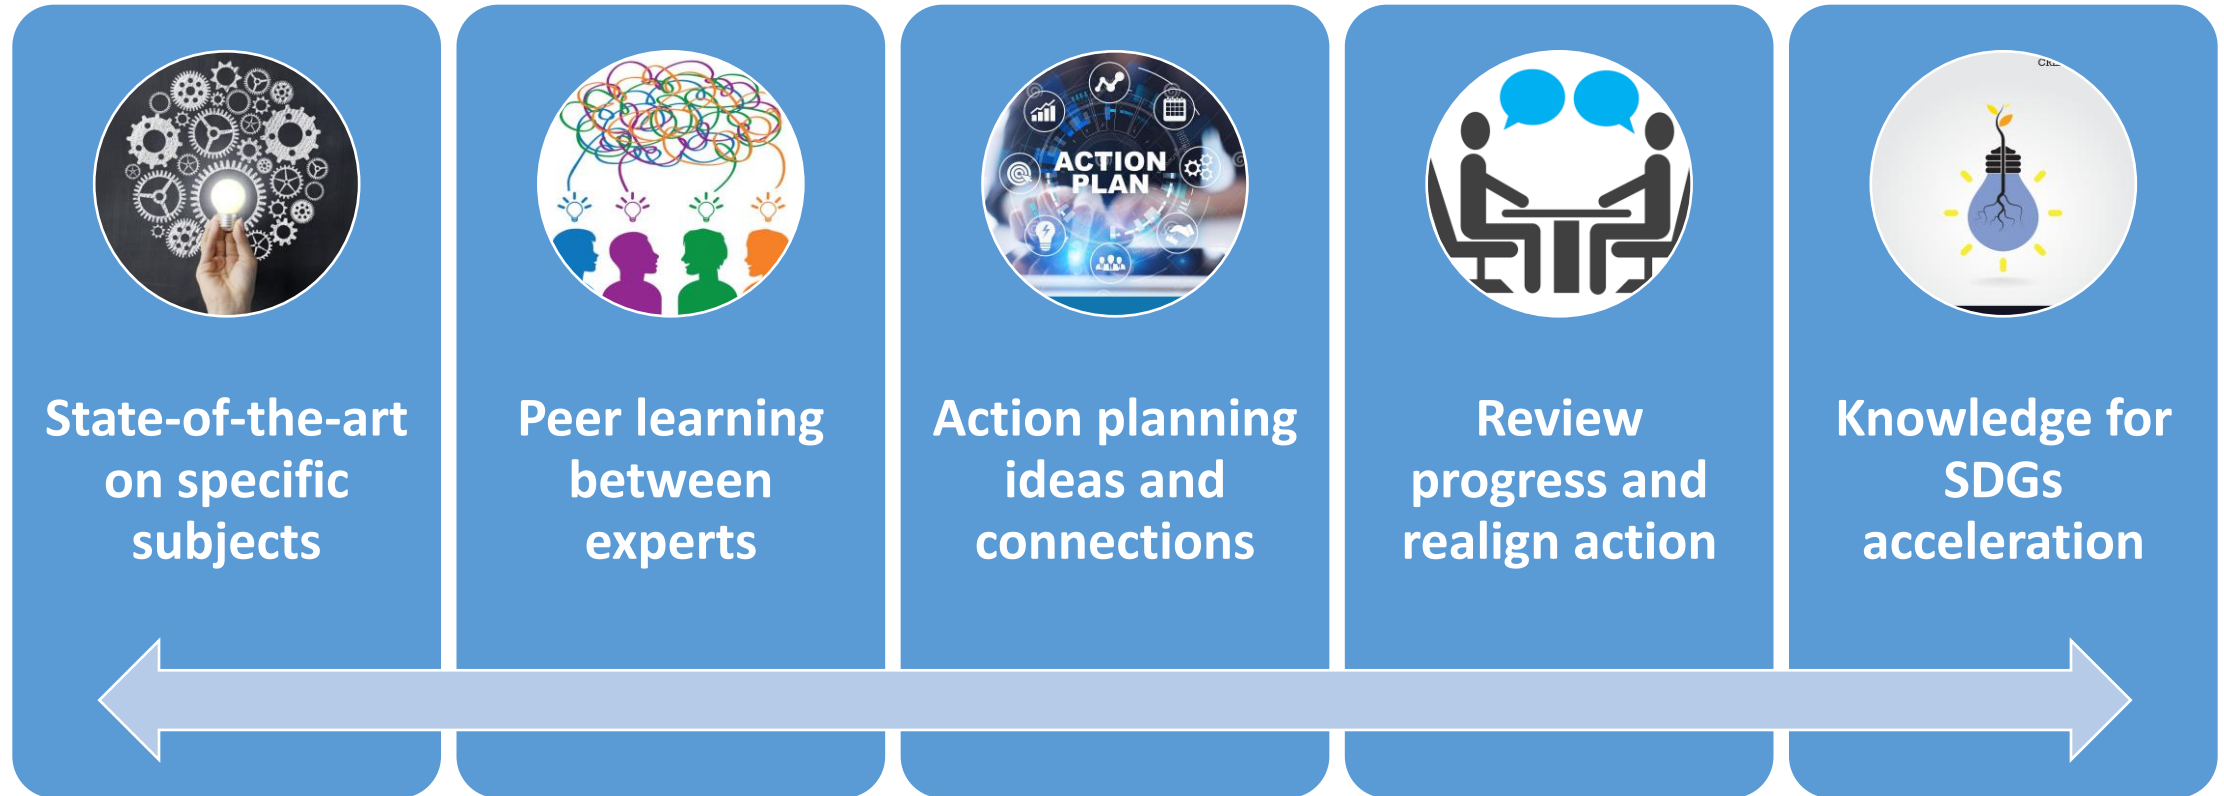 State-of-the-art
on specific
subjects
Peer learning
between
experts
ACTION
PLAN
Action planning
ideas and
connections
Review
progress and
realign action
Knowledge for
SDGs
acceleration